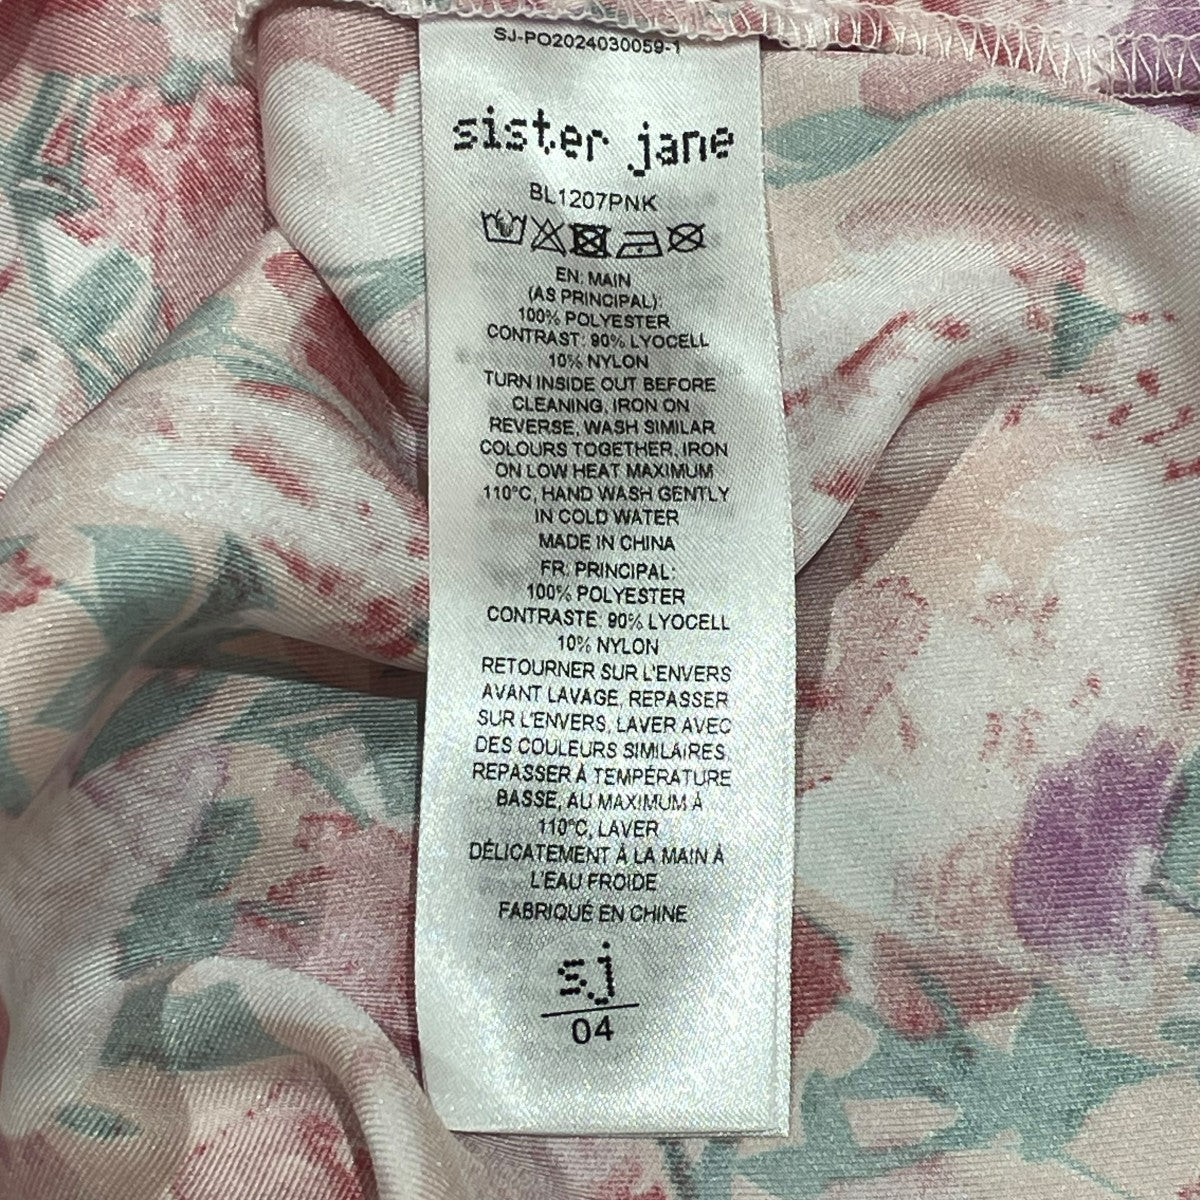 SJ-PO2024030059-1
sister jane
BL1207PNK
EN: MAIN
(AS PRINCIPAL):
100% POLYESTER
CONTRAST: 90% LYOCELL
10% NYLON
TURN INSIDE OUT BEFORE
CLEANING, IRON ON
REVERSE, WASH SIMILAR
COLOURS TOGETHER, IRON
ON LOW HEAT MAXIMUM
110°C, HAND WASH GENTLY
IN COLD WATER
MADE IN CHINA
FR: PRINCIPAL:
100% POLYESTER
CONTRASTE: 90% LYOCELL
10% NYLON
RETOURNER SUR L'ENVERS
AVANT LAVAGE, REPASSER
SUR L'ENVERS, LAVER AVEC
DES COULEURS SIMILAIRES,
REPASSER À TEMPÉRATURE
BASSE, AU MAXIMUM À
110°C, LAVER
DÉLICATEMENT À LA MAIN À
L'EAU FROIDE
FABRIQUÉ EN CHINE
sj
04